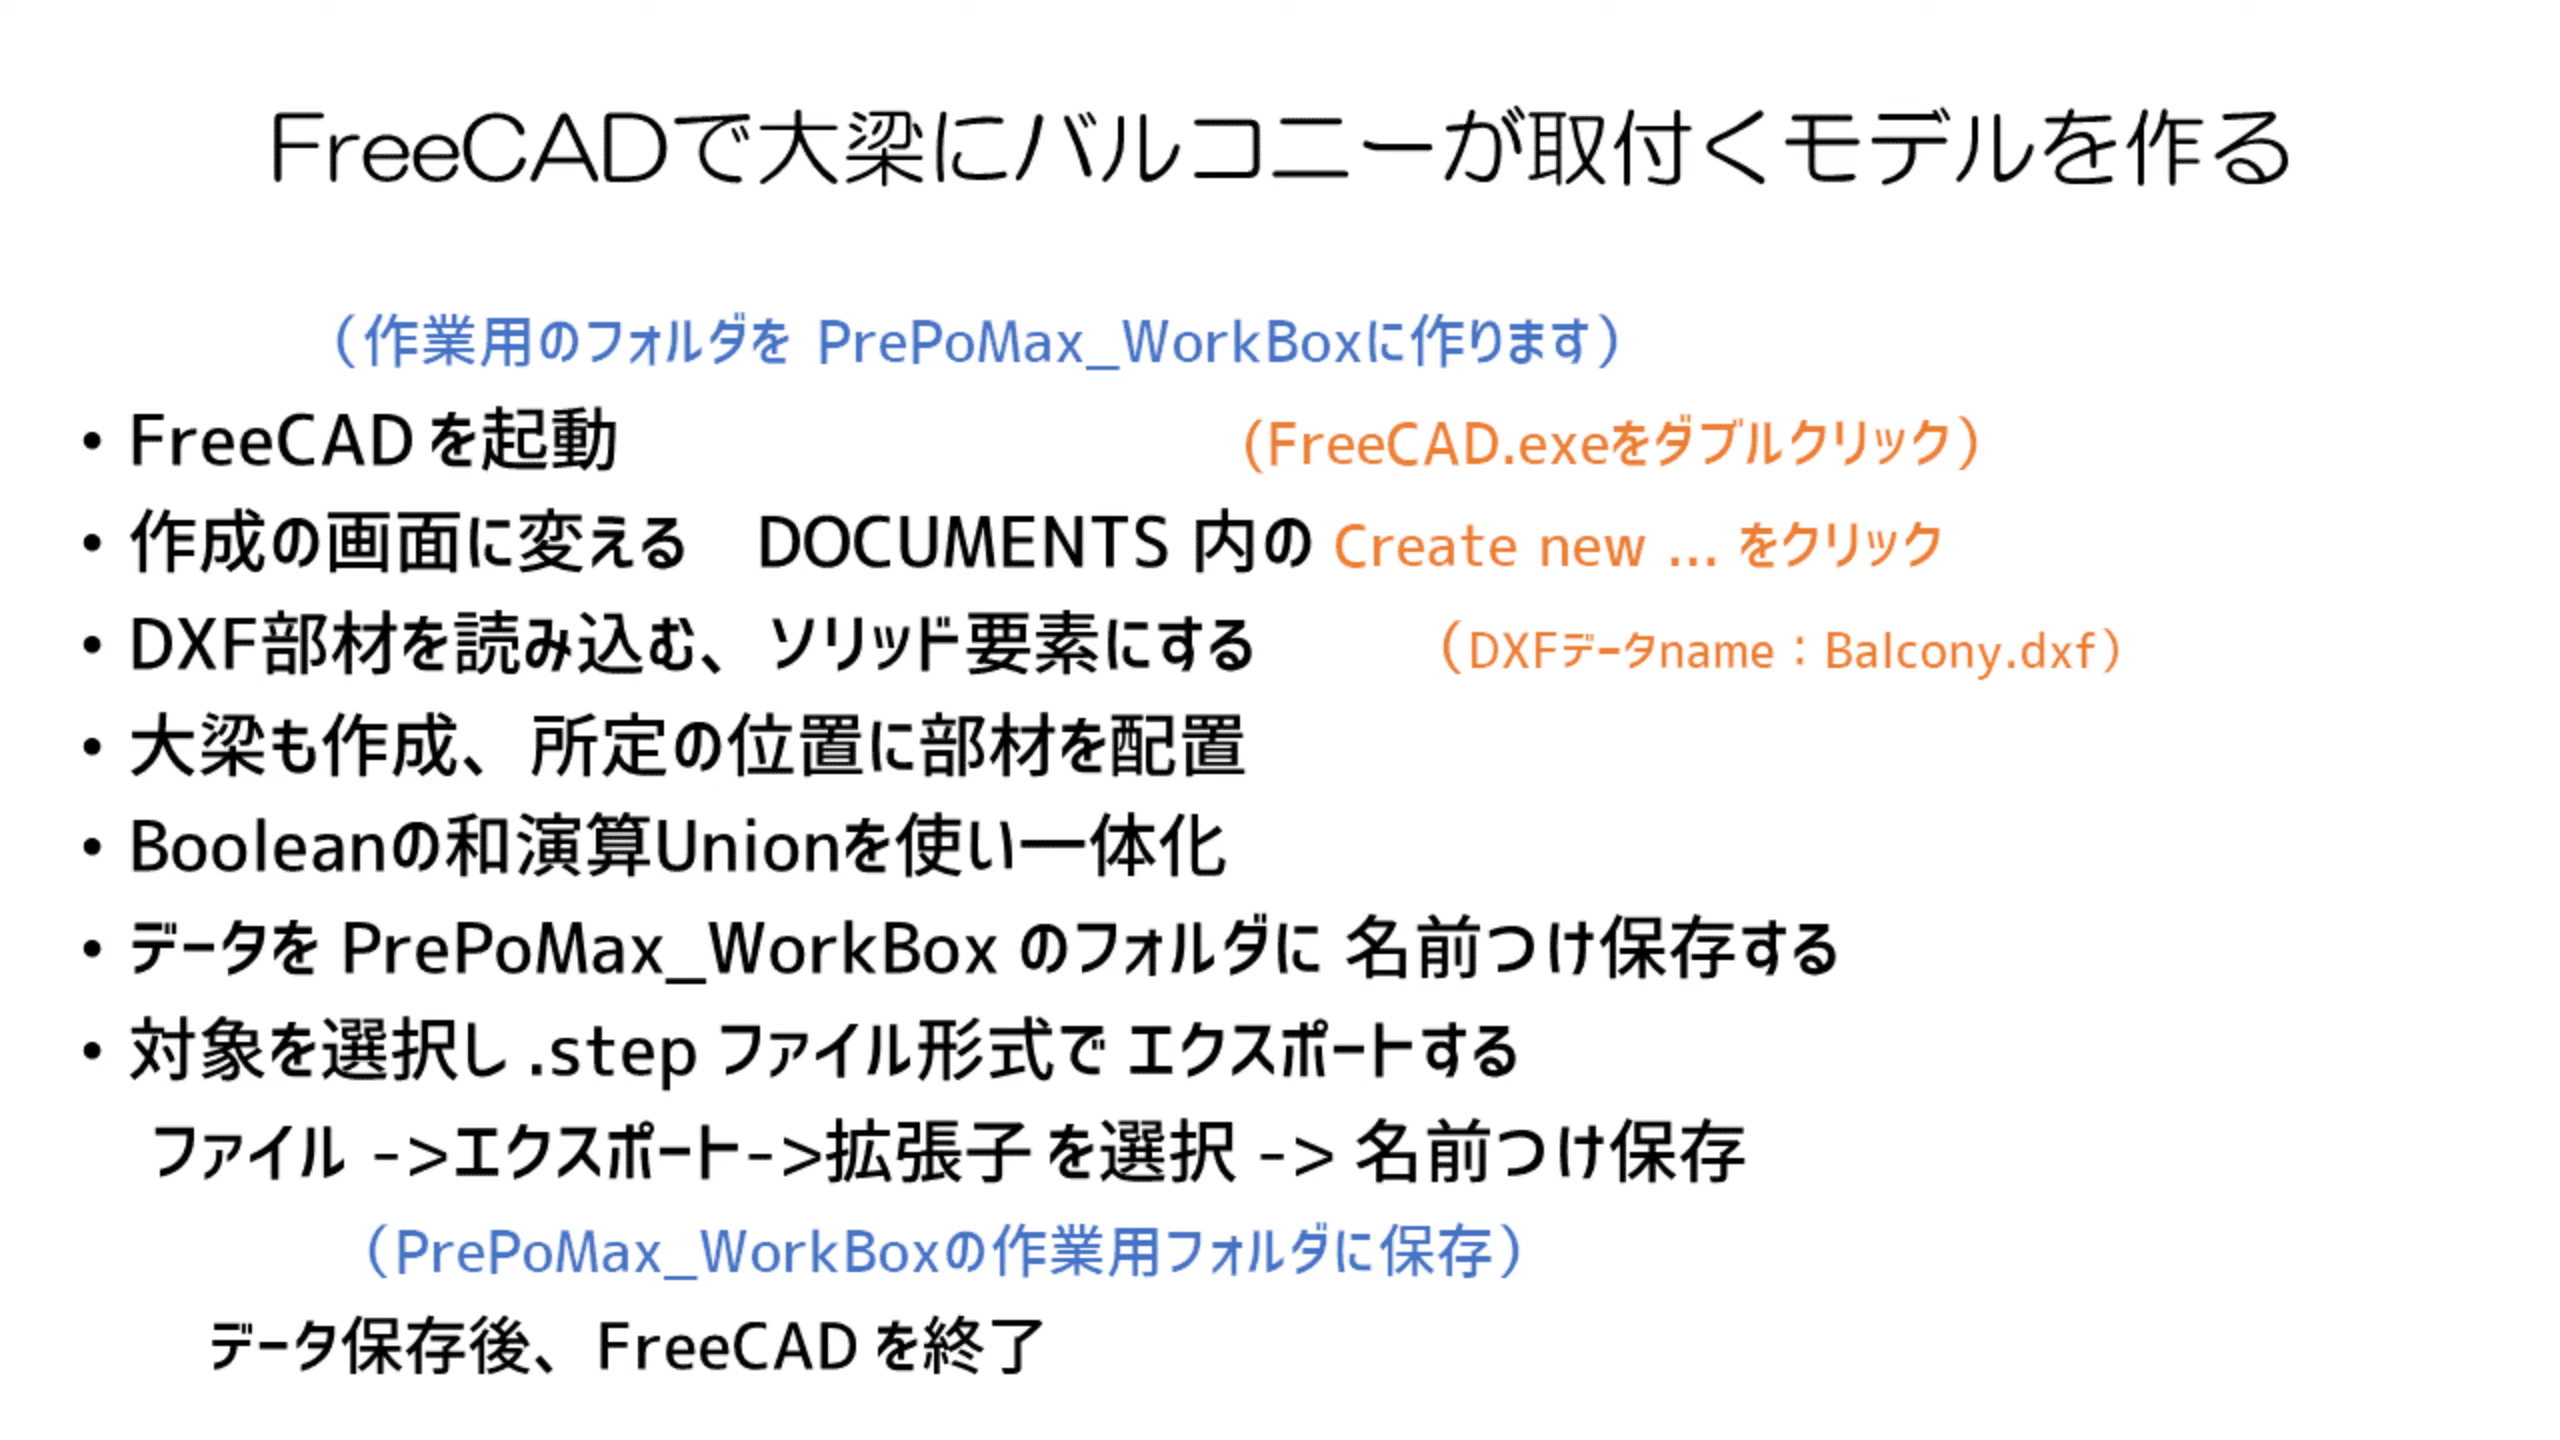 FreeCADで大梁にバルコニーが取付くモデルを作る
（作業用のフォルダを PrePoMax_WorkBoxに作ります）
• FreeCAD を起動 (FreeCAD.exeをダブルクリック）
• 作成の画面に変える DOCUMENTS 内の Create new ... をクリック
• DXF部材を読み込む、ソリッド要素にする （DXFデータname：Balcony.dxf）
• 大梁も作成、所定の位置に部材を配置
• Booleanの和演算Unionを使い一体化
• データを PrePoMax_WorkBox のフォルダに 名前つけ保存する
• 対象を選択し .step ファイル形式で エクスポートする
ファイル ->エクスポート->拡張子 を選択 -> 名前つけ保存
（PrePoMax_WorkBoxの作業用フォルダに保存）
データ保存後、FreeCAD を終了